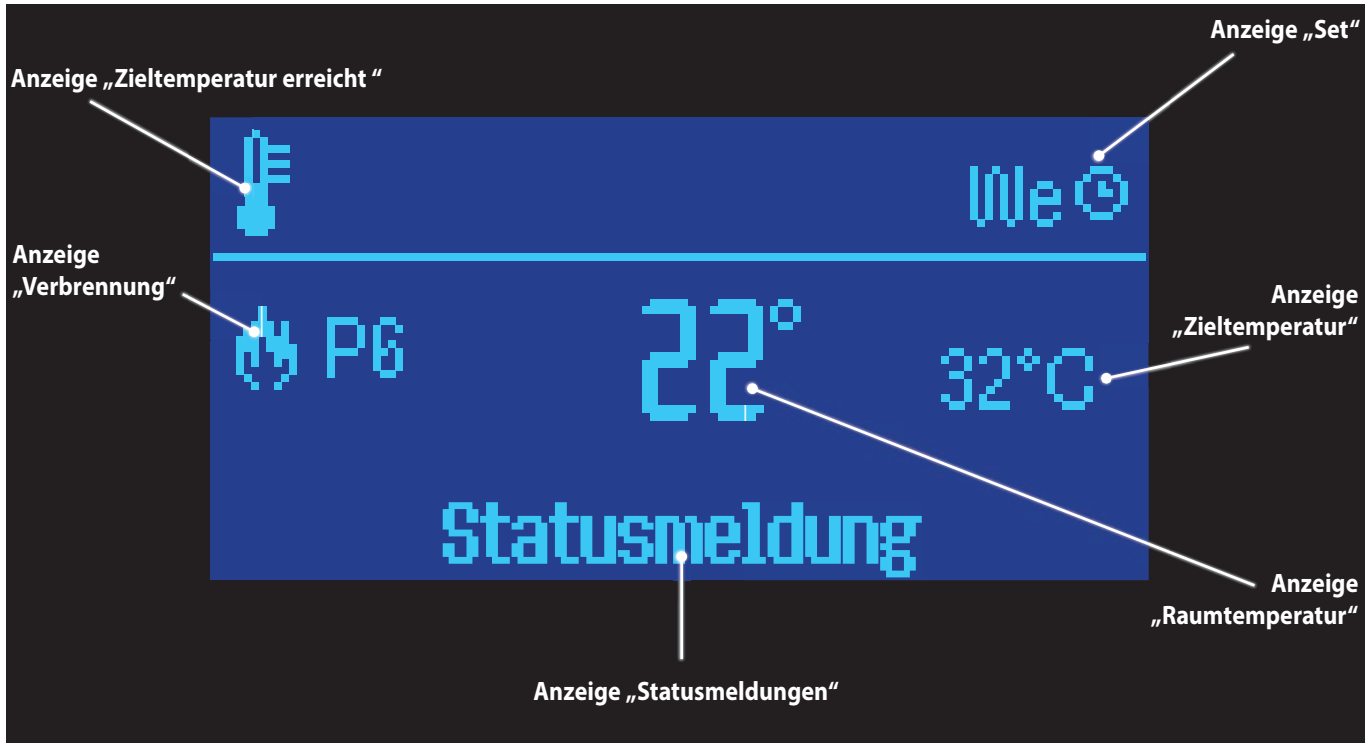 Anzeige „Set“
Anzeige „Zieltemperatur erreicht “
We
Anzeige
„Verbrennung“
P6
22°
32°C
Anzeige
„Zieltemperatur“
Statusmeldung
Anzeige
„Raumtemperatur“
Anzeige „Statusmeldungen“